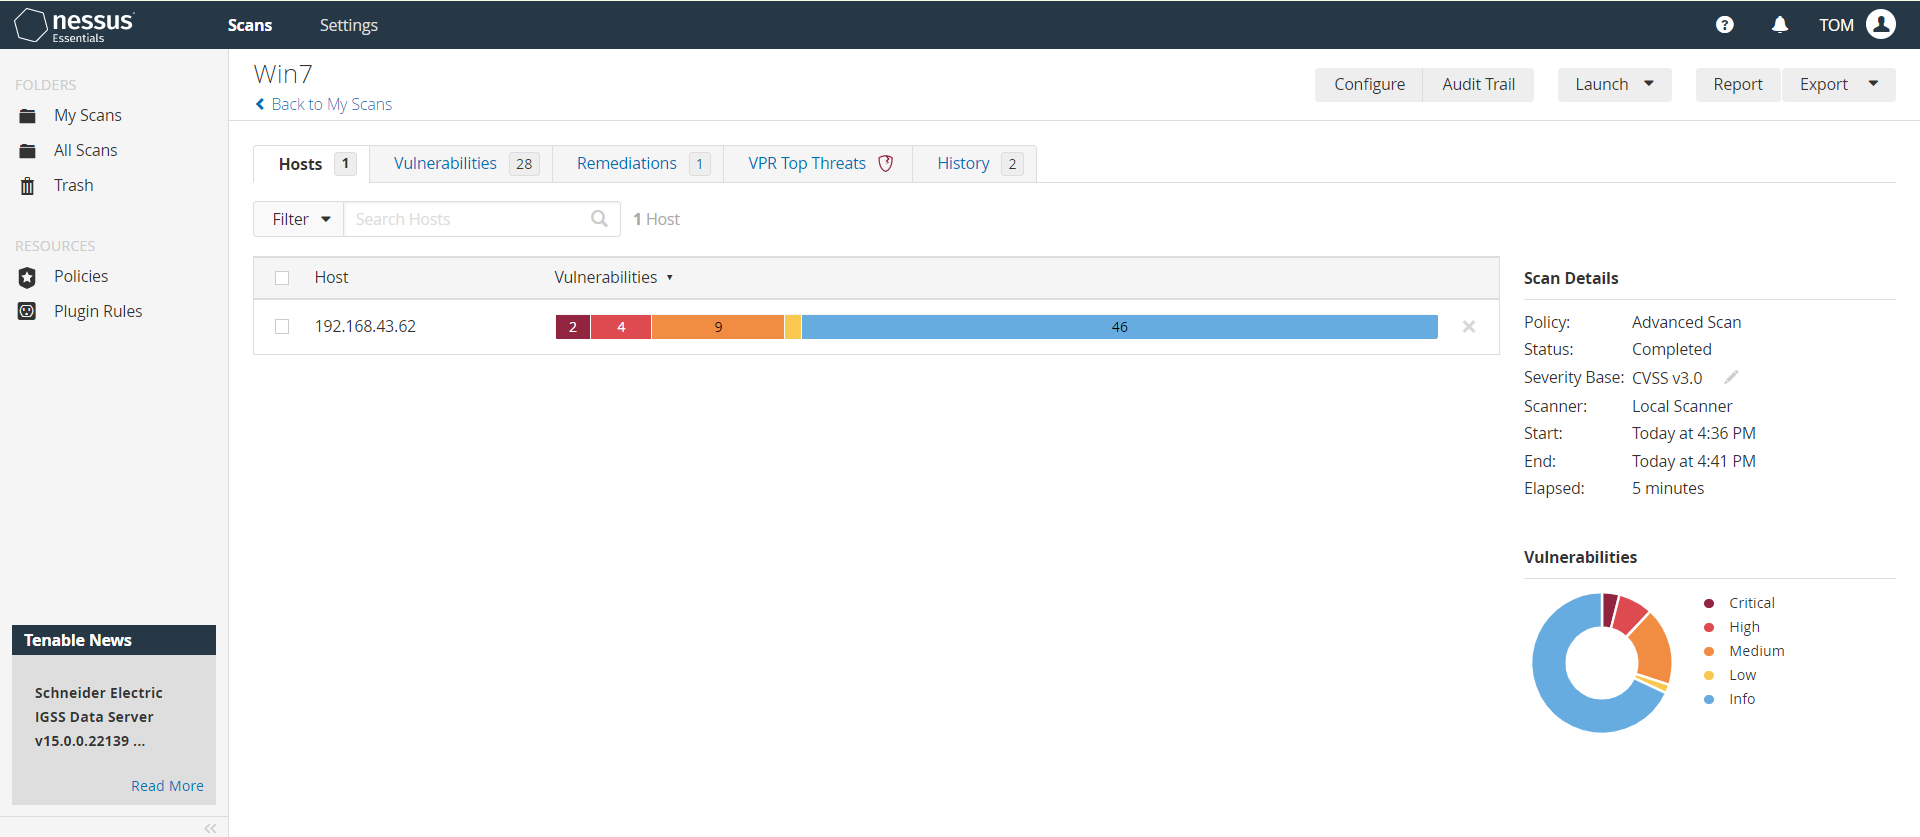 nessus
Essentials
Scans
Settings
TOM
FOLDERS
My Scans
All Scans
Trash
RESOURCES
Policies
Plugin Rules
Tenable News
Schneider Electric
IGSS Data Server
v15.0.0.22139 ...
Read More
Win7
Back to My Scans
Configure
Audit Trail
Launch
Report
Export
Hosts 1
Vulnerabilities 28
Remediations 1
VPR Top Threats
History 2
Filter
Search Hosts
1 Host
Host Vulnerabilities
192.168.43.62 2 4 9 46
Scan Details
Policy: Advanced Scan
Status: Completed
Severity Base: CVSS v3.0
Scanner: Local Scanner
Start: Today at 4:36 PM
End: Today at 4:41 PM
Elapsed: 5 minutes
Vulnerabilities
Critical
High
Medium
Low
Info